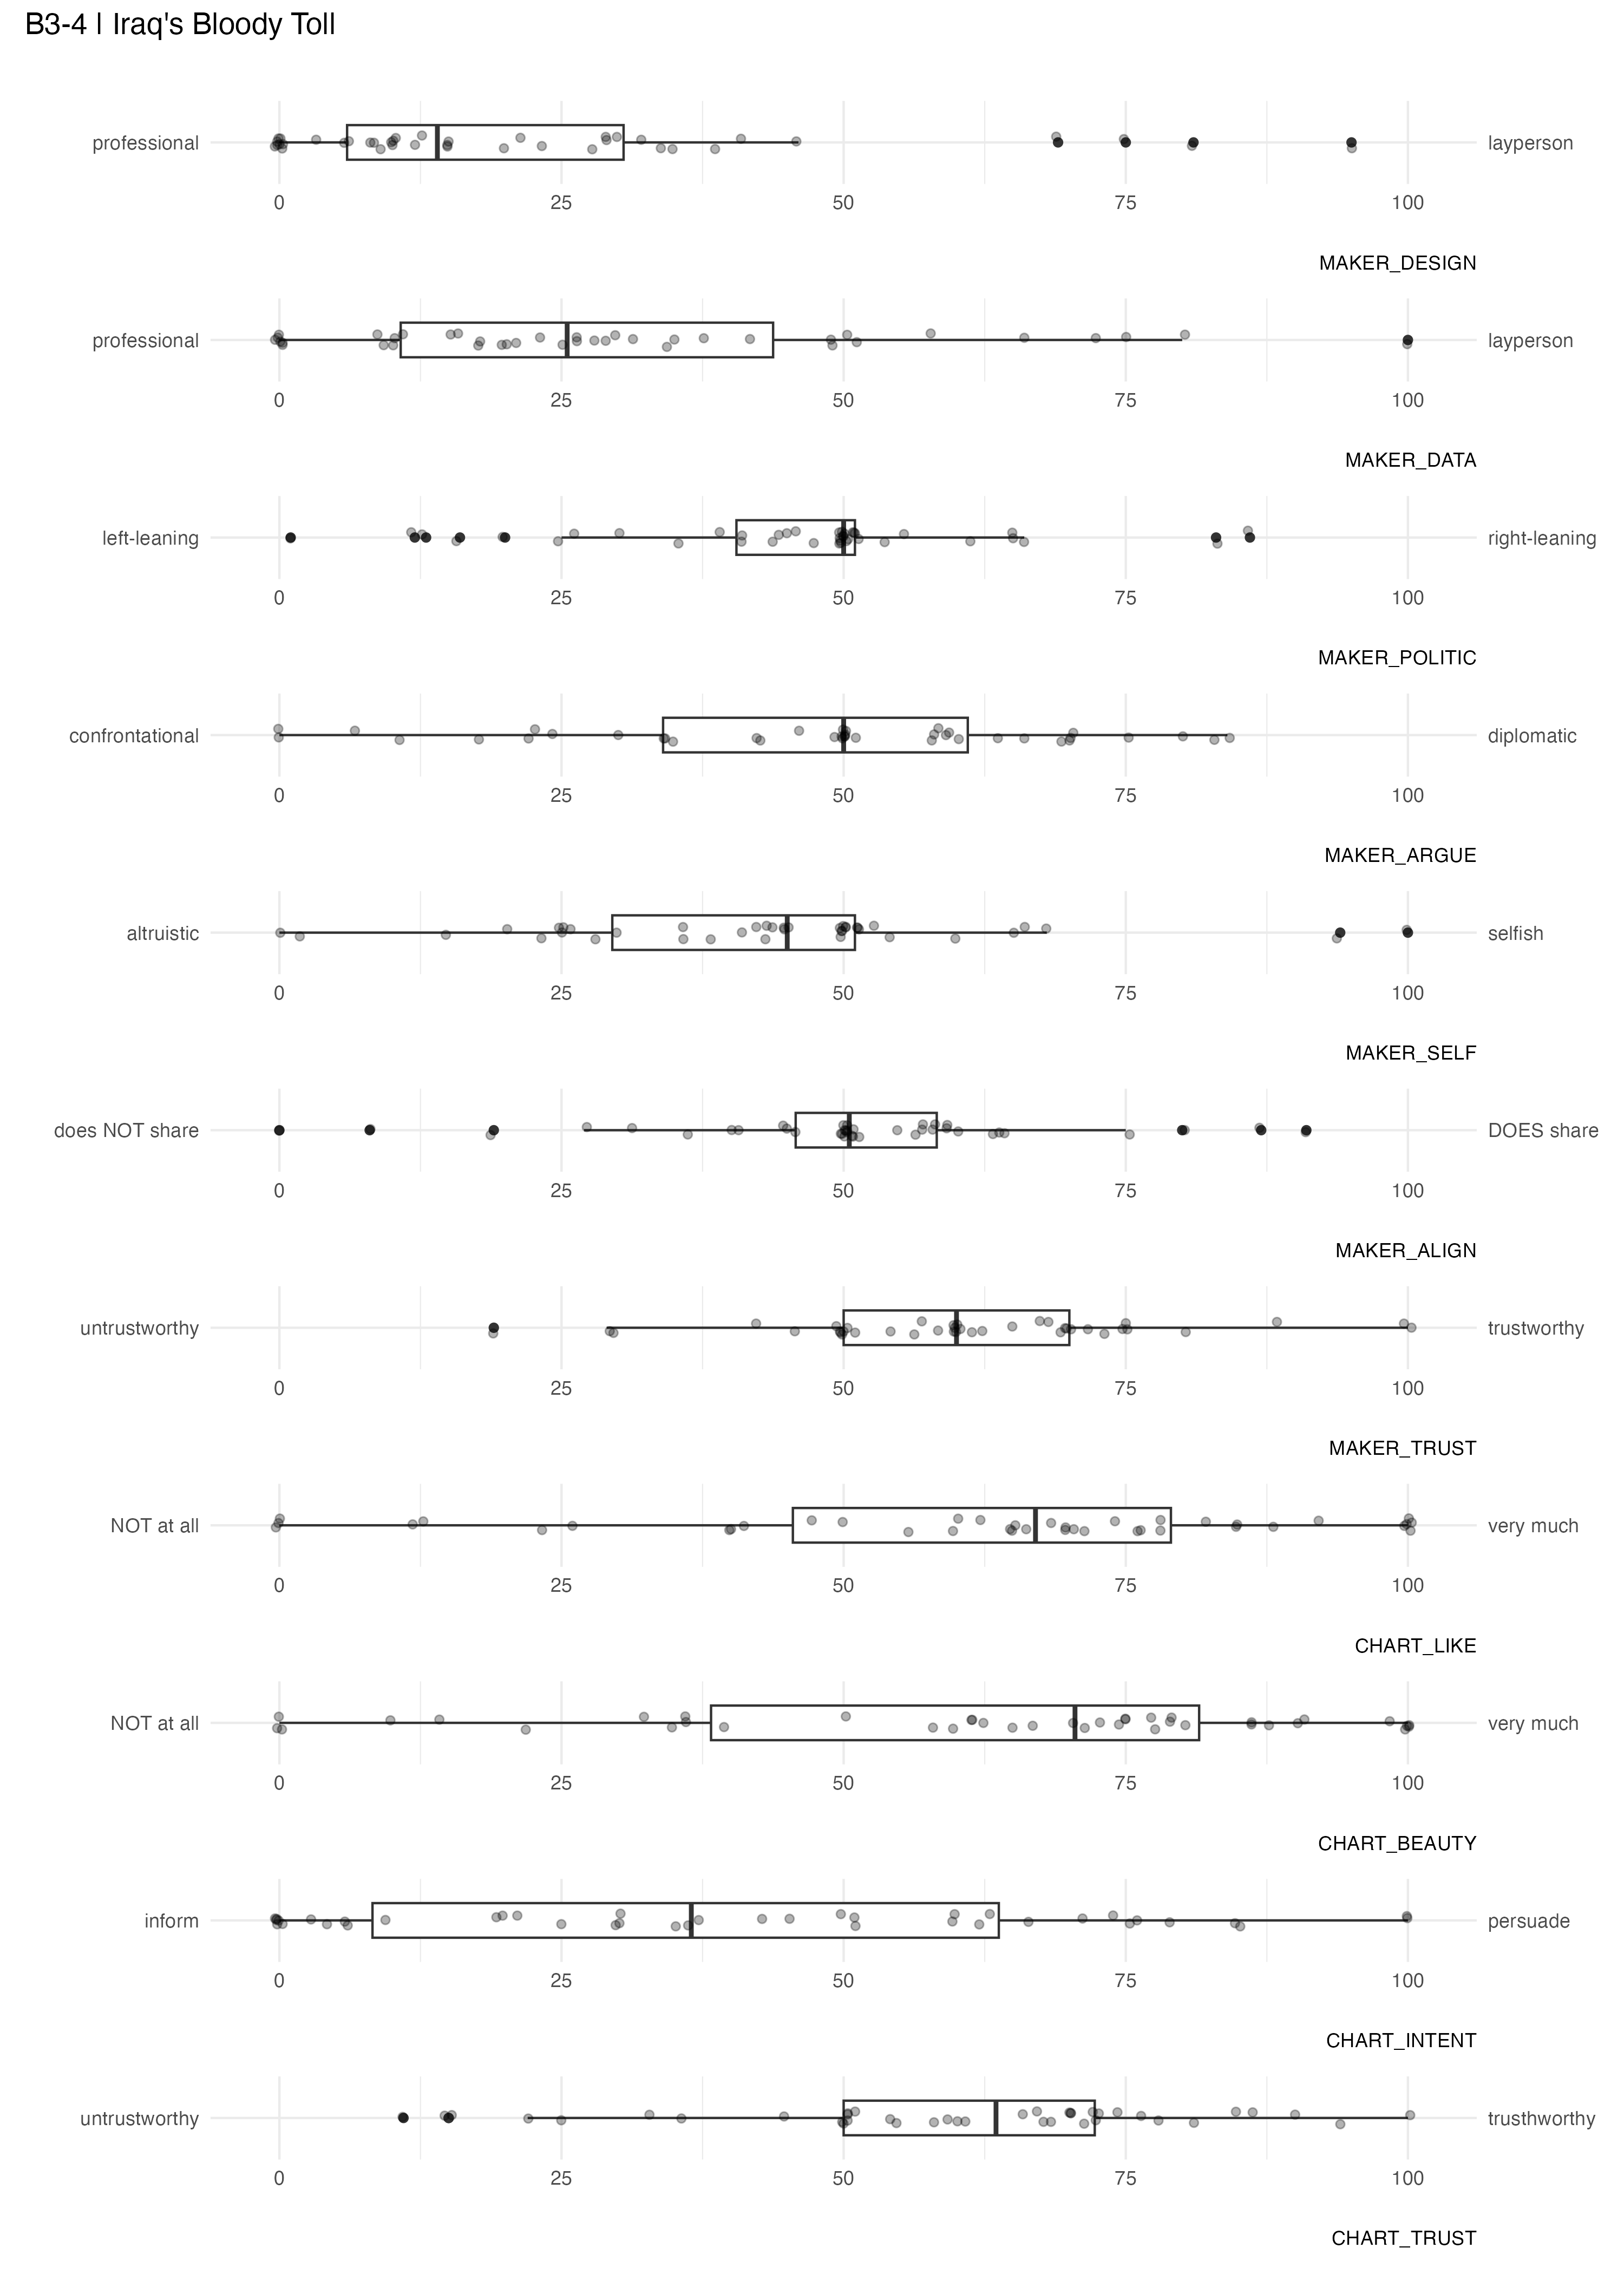 B3-4 | Iraq's Bloody Toll
professional layperson
0 25 50 75 100
MAKER_DESIGN
professional layperson
0 25 50 75 100
MAKER_DATA
left-leaning right-leaning
0 25 50 75 100
MAKER_POLITIC
confrontational diplomatic
0 25 50 75 100
MAKER_ARGUE
altruistic selfish
0 25 50 75 100
MAKER_SELF
does NOT share DOES share
0 25 50 75 100
MAKER_ALIGN
untrustworthy trustworthy
0 25 50 75 100
MAKER_TRUST
NOT at all very much
0 25 50 75 100
CHART_LIKE
NOT at all very much
0 25 50 75 100
CHART_BEAUTY
inform persuade
0 25 50 75 100
CHART_INTENT
untrustworthy trusthworthy
0 25 50 75 100
CHART_TRUST